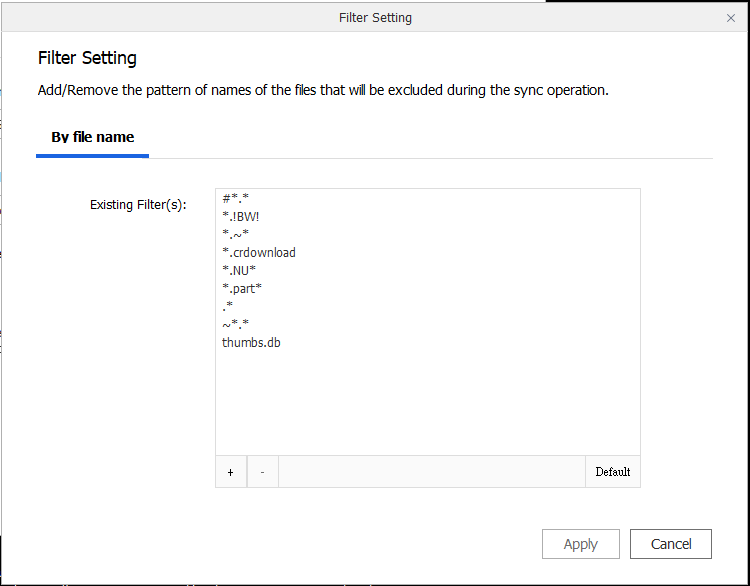 Filter Setting
Filter Setting
Add/Remove the pattern of names of the files that will be excluded during the sync operation.
By file name
Existing Filter(s):
#*.*
*.!BW!
*.~*
*.crdownload
*.NU*
*.part*
.*
~*.*
thumbs.db
+ - Default
Apply Cancel